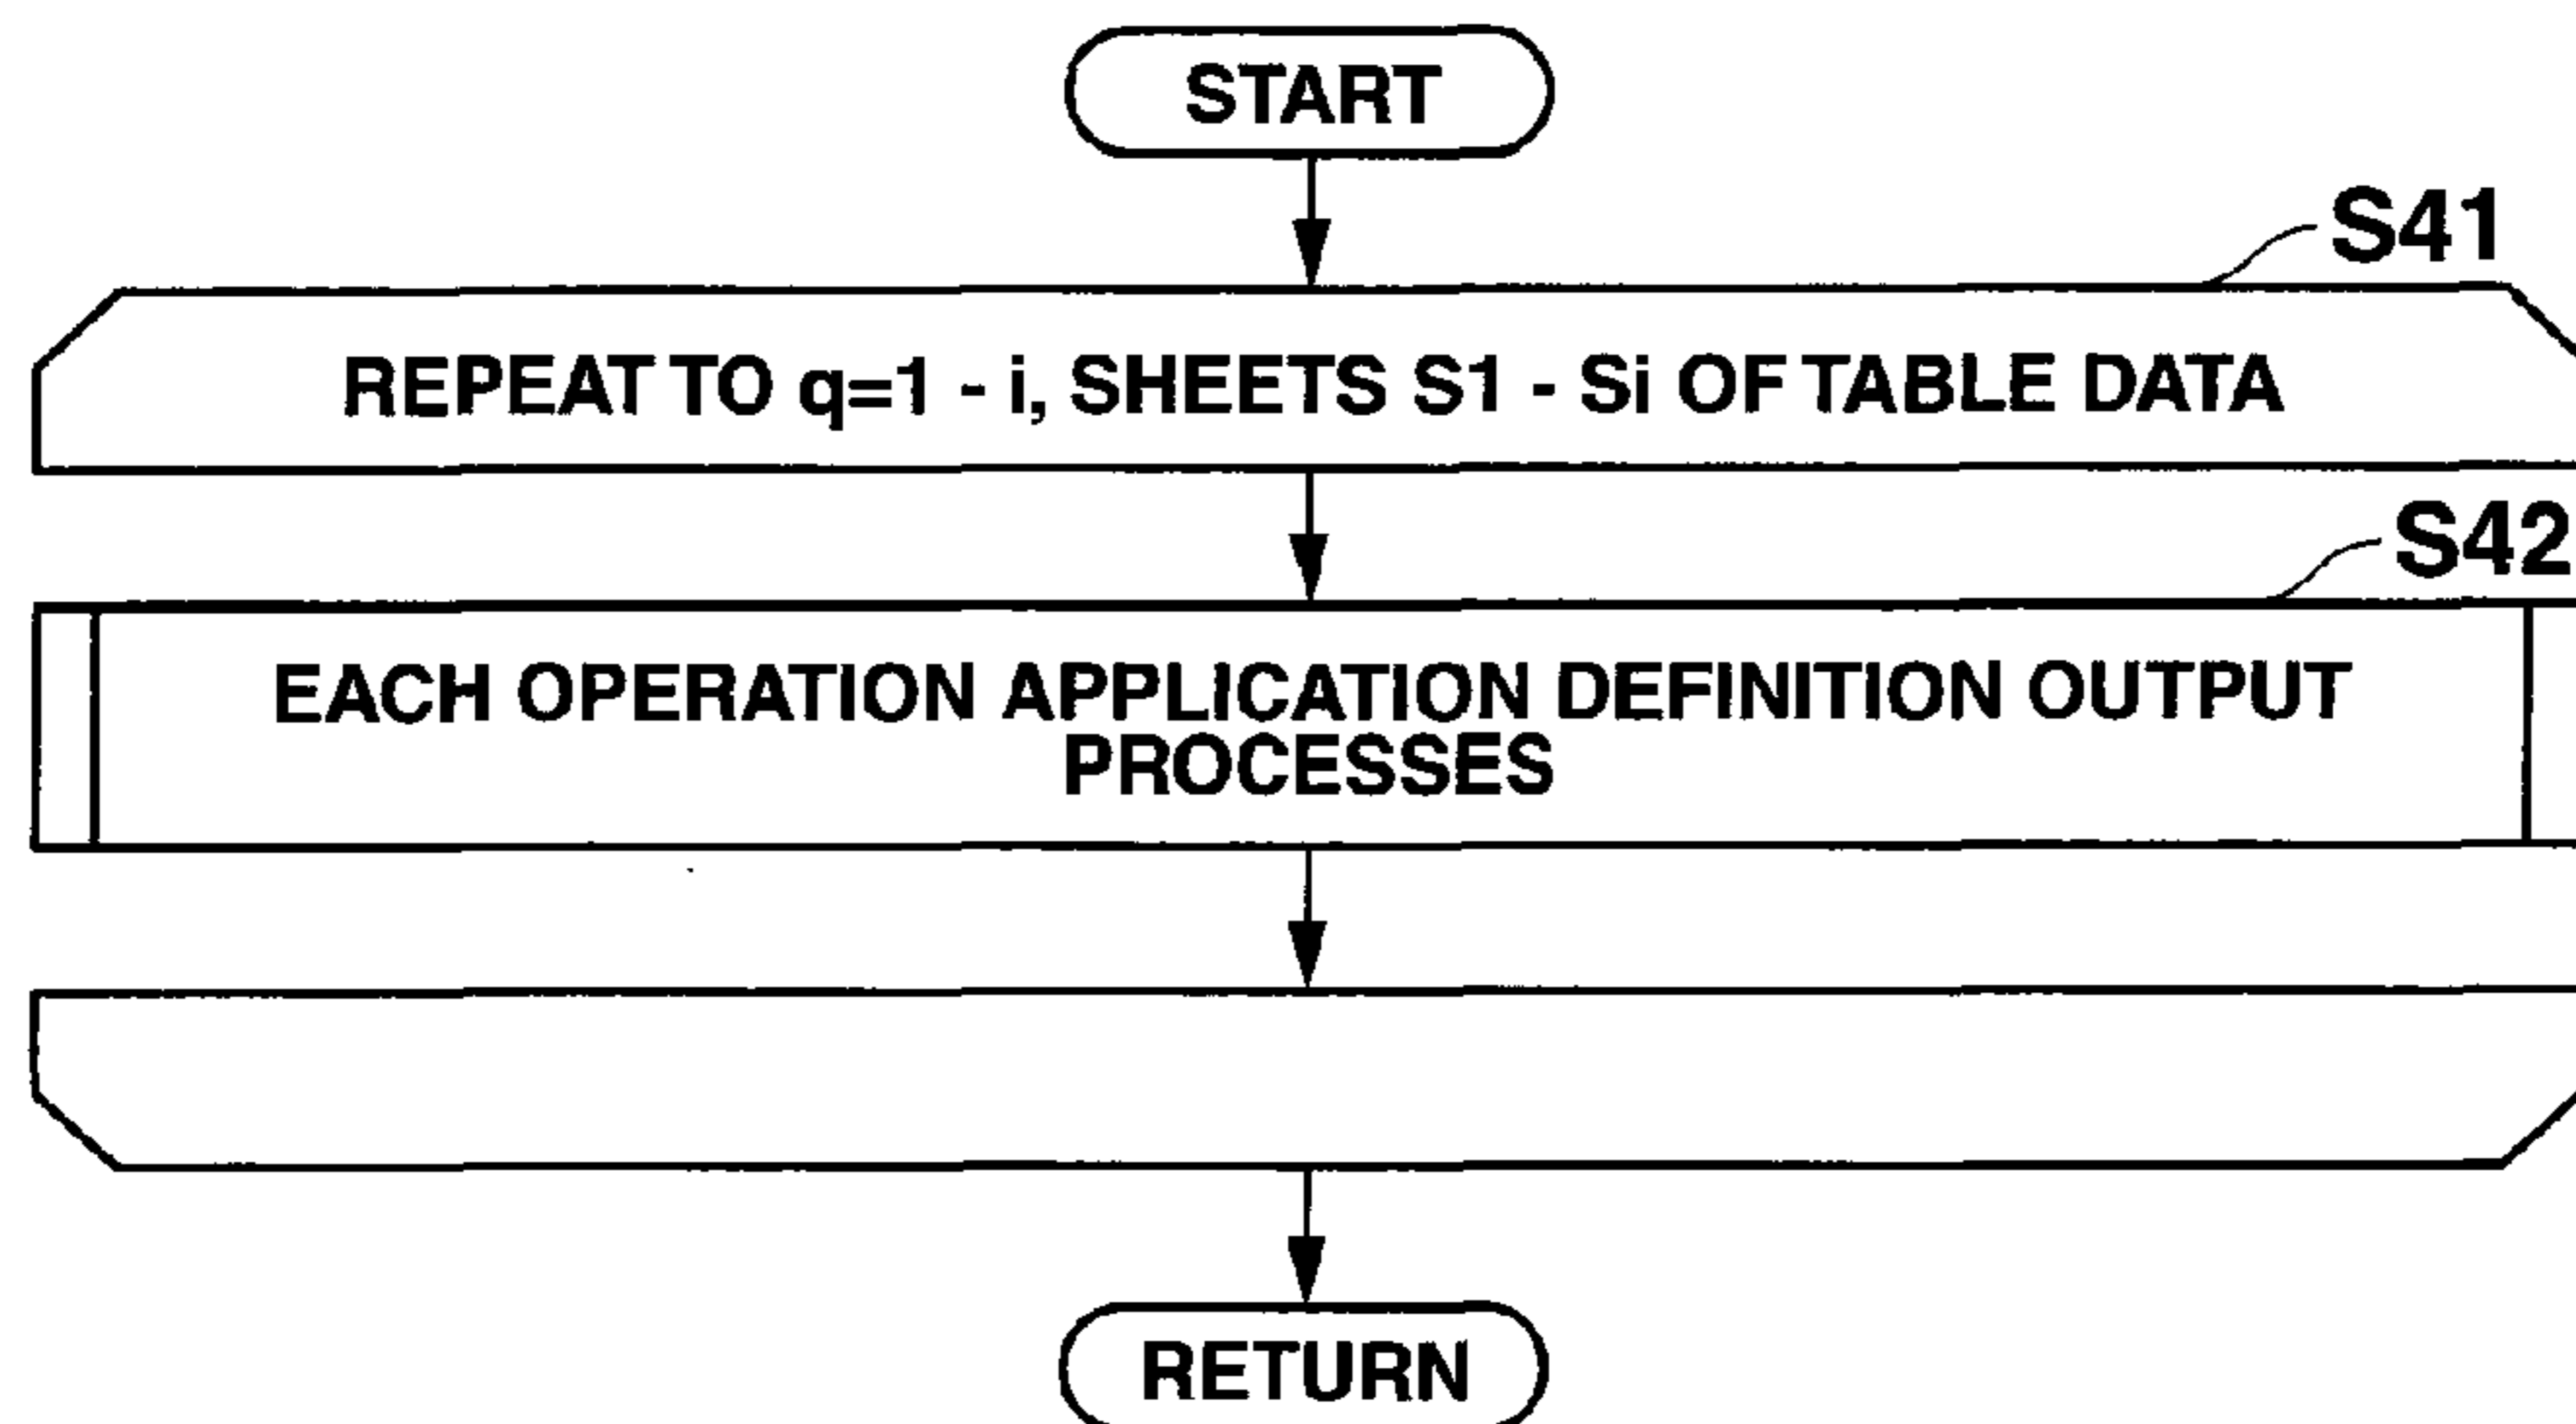 START
S41
REPEAT TO q=1 - i, SHEETS S1 - Si OF TABLE DATA
S42
EACH OPERATION APPLICATION DEFINITION OUTPUT
PROCESSES
RETURN